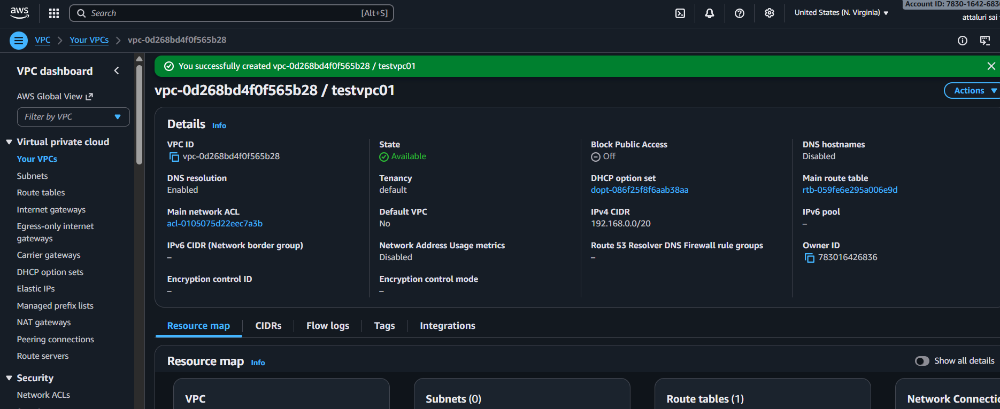 aws
Search [Alt+S]
United States (N. Virginia)
Account ID: 7830-1642-683
attaluri sai
VPC > Your VPCs > vpc-0d268bd4f0f565b28
VPC dashboard
AWS Global View
Filter by VPC
Virtual private cloud
Your VPCs
Subnets
Route tables
Internet gateways
Egress-only internet
gateways
Carrier gateways
DHCP option sets
Elastic IPs
Managed prefix lists
NAT gateways
Peering connections
Route servers
Security
Network ACLs
You successfully created vpc-0d268bd4f0f565b28 / testvpc01
vpc-0d268bd4f0f565b28 / testvpc01
Actions
Details Info
VPC ID
vpc-0d268bd4f0f565b28
State
Available
Block Public Access
Off
DNS hostnames
Disabled
DNS resolution
Enabled
Tenancy
default
DHCP option set
dopt-086f25f8f6aab38aa
Main route table
rtb-059fe6e295a006e9d
Main network ACL
acl-0105075d22eec7a3b
Default VPC
No
IPv4 CIDR
192.168.0.0/20
IPv6 pool
–
IPv6 CIDR (Network border group)
–
Network Address Usage metrics
Disabled
Route 53 Resolver DNS Firewall rule groups
–
Owner ID
783016426836
Encryption control ID
–
Encryption control mode
–
Resource map
CIDRs
Flow logs
Tags
Integrations
Resource map Info
Show all details
VPC
Subnets (0)
Route tables (1)
Network Connectio